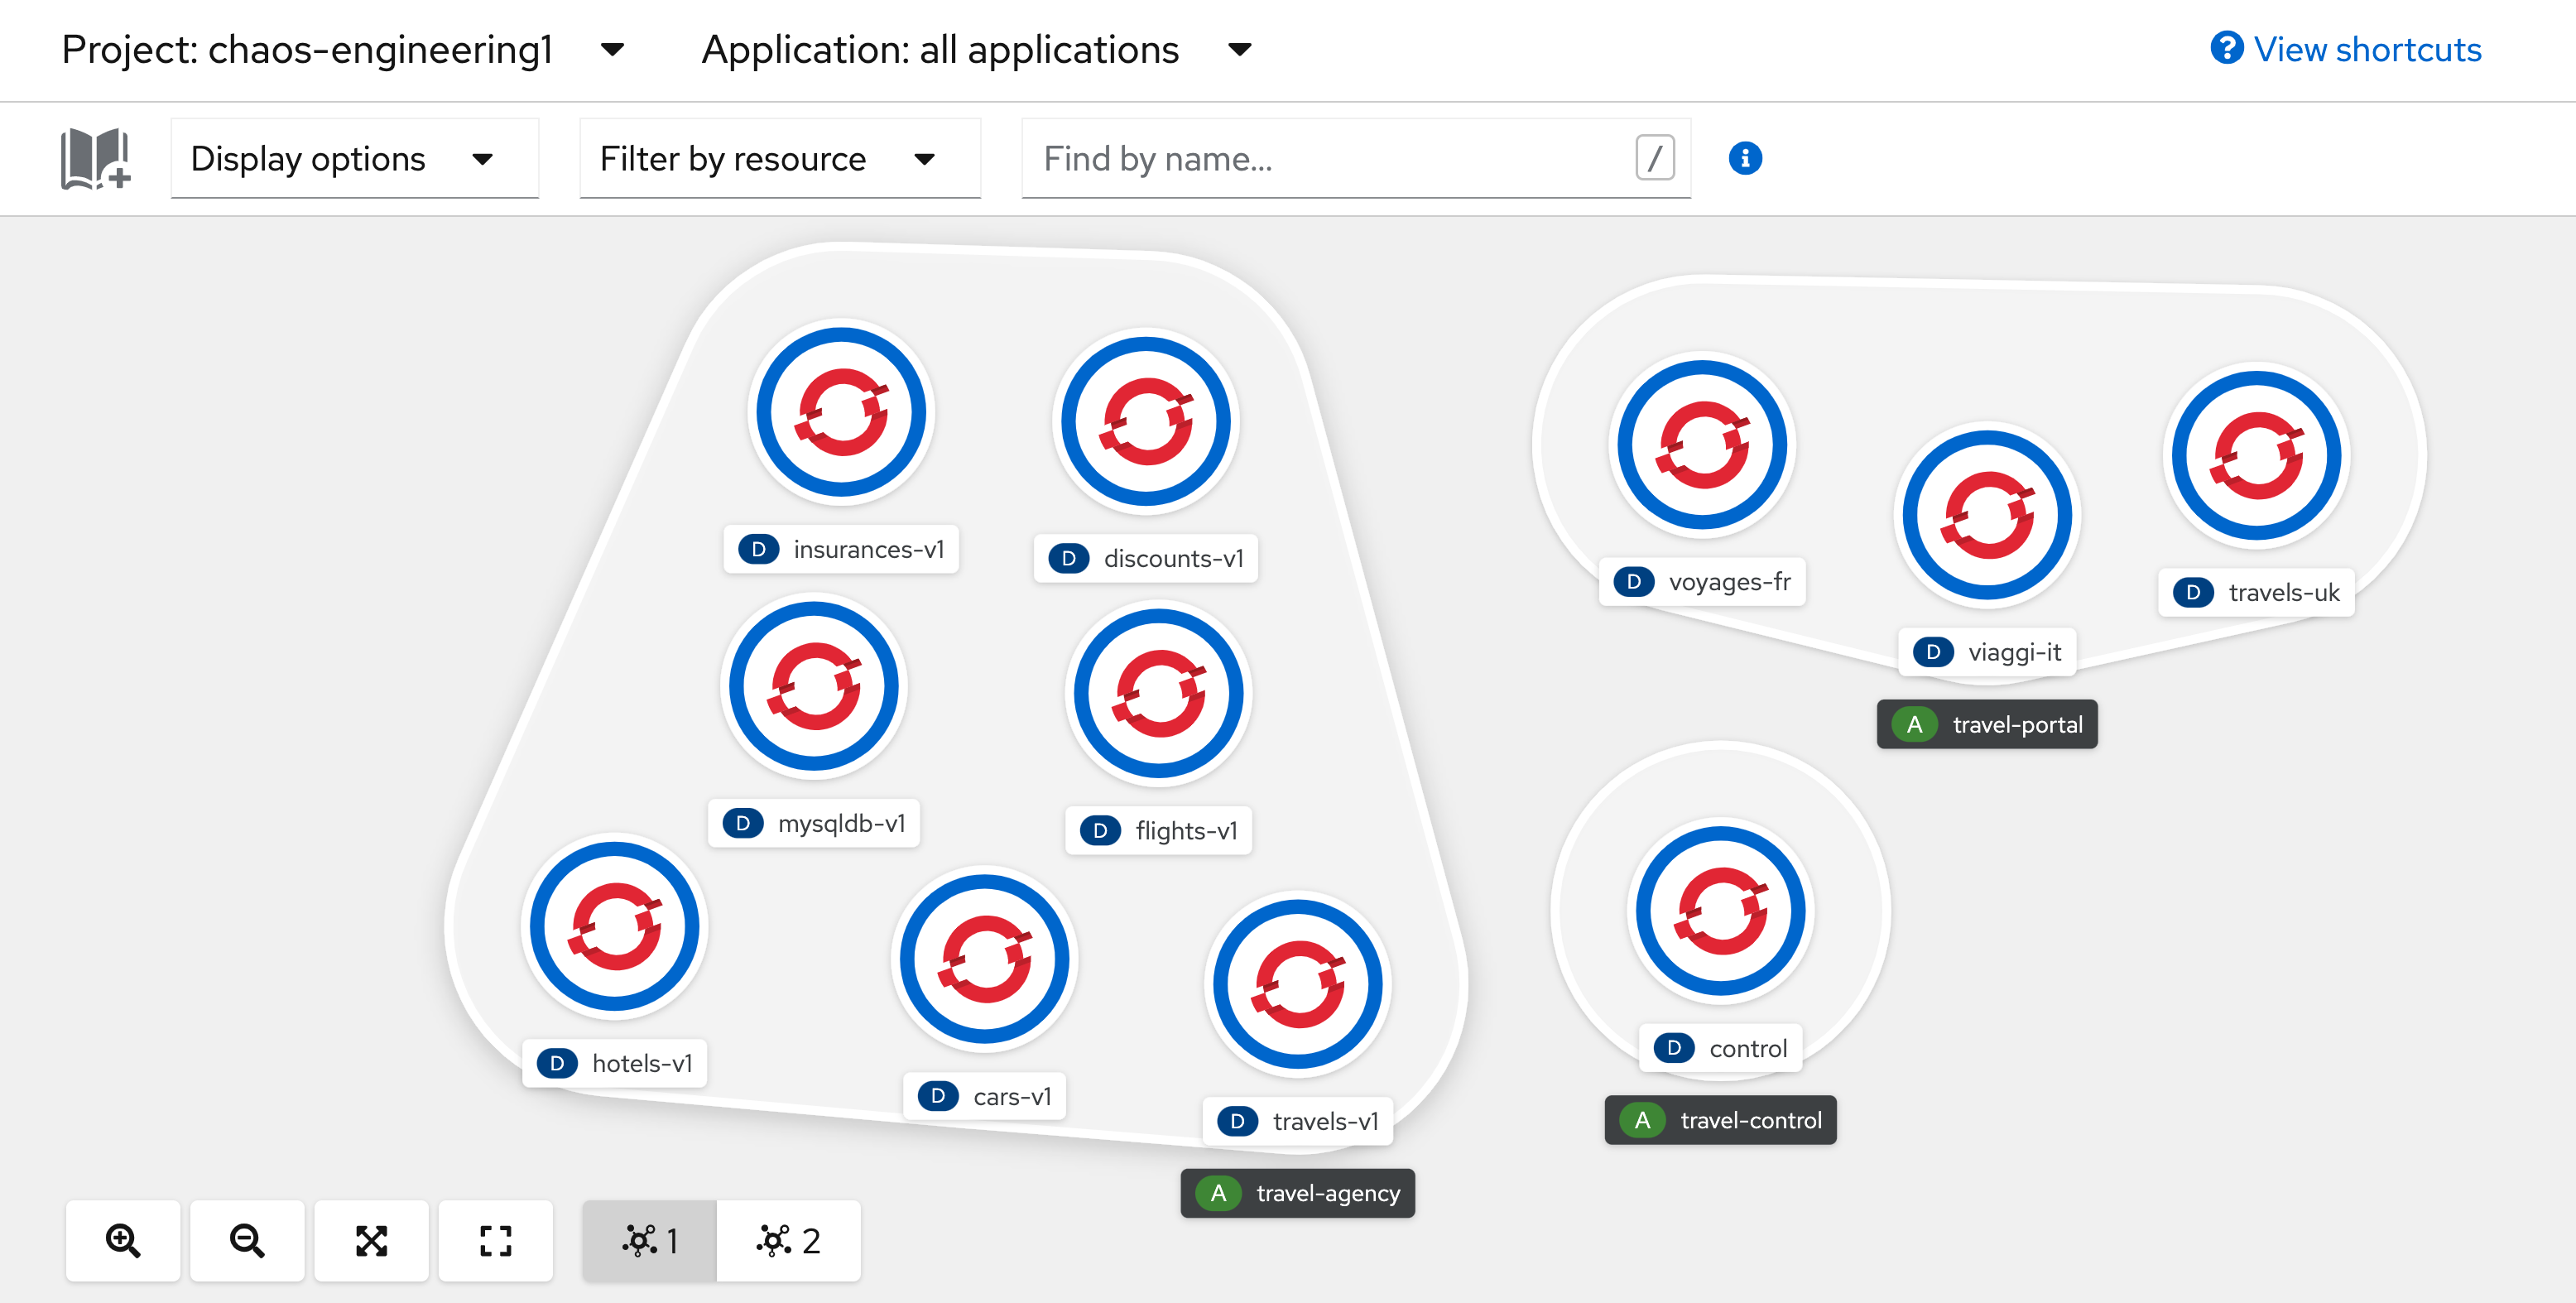 Project: chaos-engineering1
Application: all applications
View shortcuts
Display options
Filter by resource
Find by name...
/
D insurances-v1
D discounts-v1
D voyages-fr
D travels-uk
D viaggi-it
A travel-portal
D mysqldb-v1
D flights-v1
D hotels-v1
D cars-v1
D travels-v1
A travel-agency
D control
A travel-control
1
2